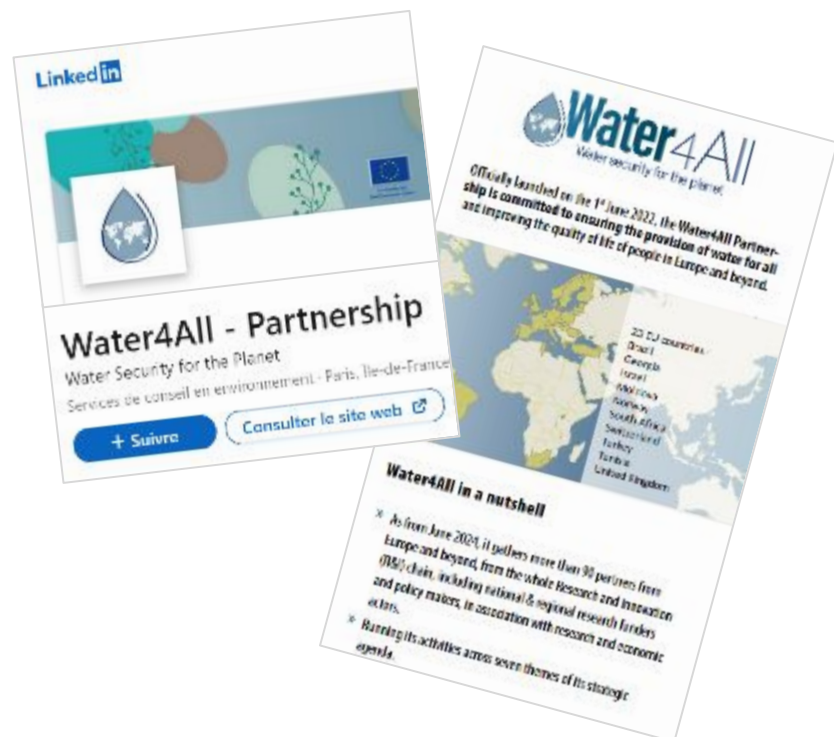 LinkedIn
Water4All - Partnership
Water Security for the Planet
Services de conseil en environnement · Paris, Île-de-France
+ Suivre
Consulter le site web
Water4All
Water security for the planet
Officially launched on the 1st June 2022, the Water4All Partner-
ship is committed to ensuring the provision of water for all
and improving the quality of life of people in Europe and beyond.
23 EU countries
Brazil
Georgia
Israel
Moldova
Norway
South Africa
Switzerland
Turkey
Tunisia
United Kingdom
Water4All in a nutshell
» As from June 2024, it gathers more than 90 partners from
Europe and beyond, from the whole Research and Innovation
(R&I) chain, including national & regional research funders
and policy makers, in association with research and economic
actors.
» Running its activities across seven themes of its strategic
agenda.